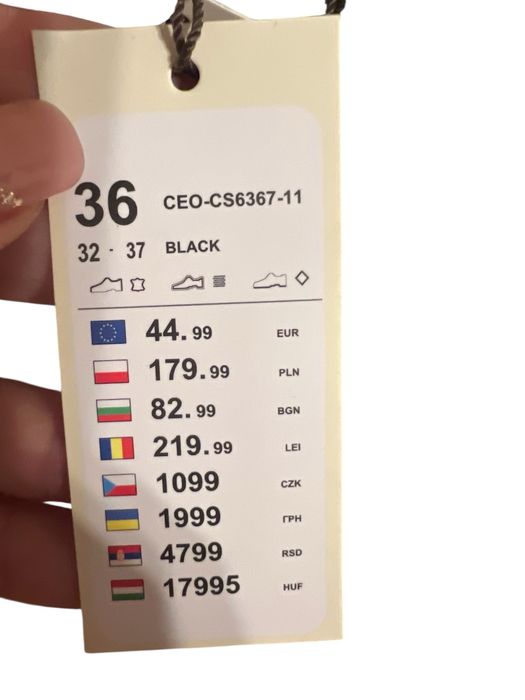 36 CEO-CS6367-11
32 - 37 BLACK
44.99 EUR
179.99 PLN
82.99 BGN
219.99 LEI
1099 CZK
1999 ГРН
4799 RSD
17995 HUF